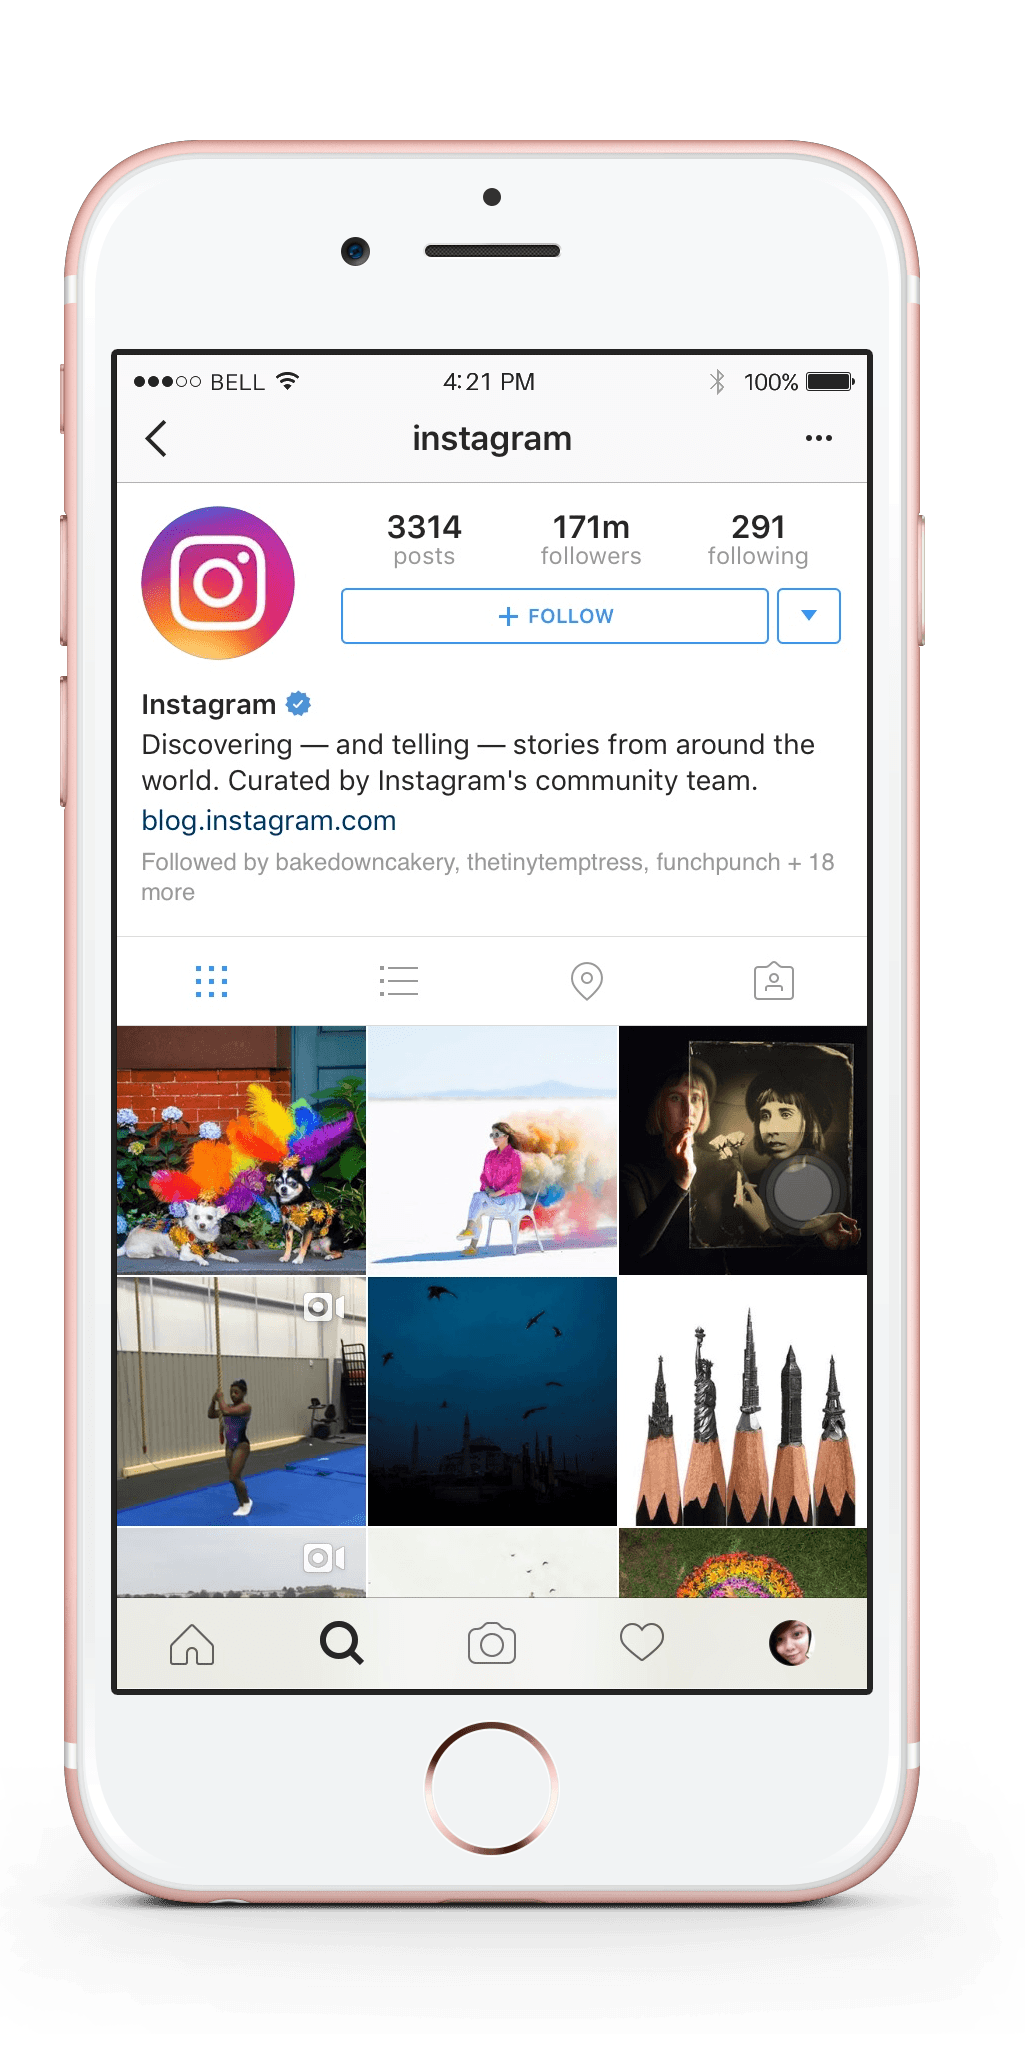 BELL 4:21 PM 100%
instagram
3314 171m 291
posts followers following
+ FOLLOW
Instagram
Discovering — and telling — stories from around the
world. Curated by Instagram's community team.
blog.instagram.com
Followed by bakedowncakery, thetinytemptress, funchpunch + 18
more